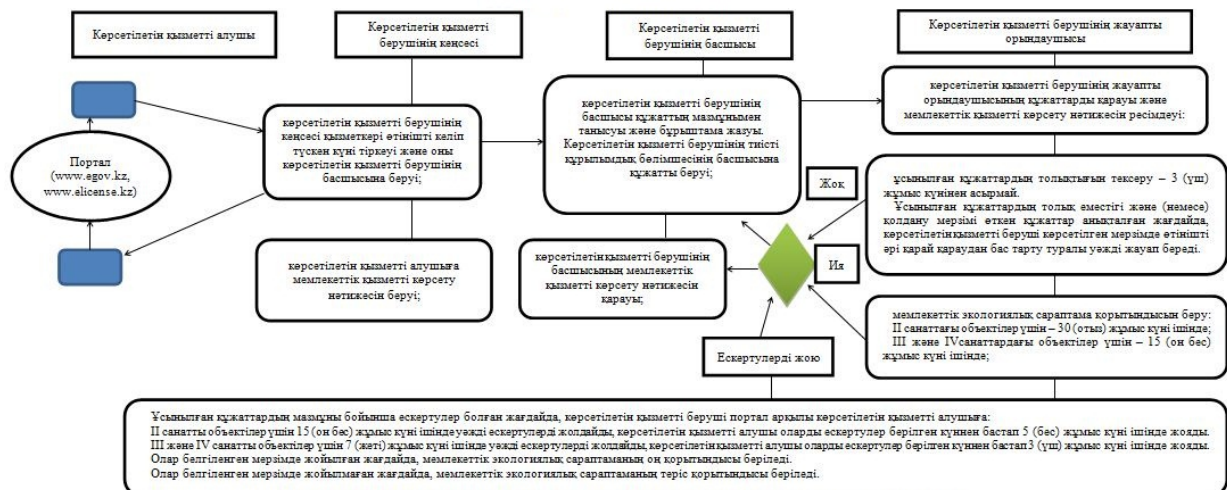 Көрсетілетін қызметті алушы
Көрсетілетін қызметті
берушінің кеңсесі
Көрсетілетін қызметті
берушінің басшысы
Көрсетілетін қызметті берушінің жауапты
орындаушысы
Портал
(www.egov.kz,
www.elicense.kz)
көрсетілетін қызметті берушінің
кеңсесі қызметкері өтінішті келіп
түскен күні тіркеуі және оны
көрсетілетін қызметті берушінің
басшысына беруі;
көрсетілетін қызметті берушінің
басшысы құжаттың мазмұнымен
танысуы және бұрыштама жазуы.
Көрсетілетін қызметті берушінің тиісті
құрылымдық бөлімшесінің басшысына
құжатты беруі;
көрсетілетін қызметті берушінің жауапты
орындаушысының құжаттарды қарауы және
мемлекеттік қызметті көрсету нәтижесін ресімдеуі:
Жоқ
ұсынылған құжаттардың толықтығын тексеру – 3 (үш)
жұмыс күнінен асырмай.
Ұсынылған құжаттардың толық еместігі және (немесе)
қолдану мерзімі өткен құжаттар анықталған жағдайда,
көрсетілетін қызметті беруші көрсетілген мерзімде өтінішті
әрі қарай қараудан бас тарту туралы уәжді жауап береді.
көрсетілетін қызметті алушыға
мемлекеттік қызметті көрсету
нәтижесін беруі;
көрсетілетін қызметті берушінің
басшысының мемлекеттік
қызметті көрсету нәтижесін
қарауы;
Ия
мемлекеттік экологиялық сараптама қорытындысын беру:
II санаттағы объектілер үшін – 30 (отыз) жұмыс күні ішінде;
III және IV санаттардағы объектілер үшін – 15 (он бес)
жұмыс күні ішінде;
Ескертулерді жою
Ұсынылған құжаттардың мазмұны бойынша ескертулер болған жағдайда, көрсетілетін қызметті беруші портал арқылы көрсетілетін қызметті алушыға:
II санатты объектілер үшін 15 (он бес) жұмыс күні ішінде уәжді ескертулерді жолдайды, көрсетілетін қызметті алушы оларды ескертулер берілген күннен бастап 5 (бес) жұмыс күні ішінде жояды.
III және IV санатты объектілер үшін 7 (жеті) жұмыс күні ішінде уәжді ескертулерді жолдайды, көрсетілетін қызметті алушы оларды ескертулер берілген күннен бастап 3 (үш) жұмыс күні ішінде жояды.
Олар белгіленген мерзімде жойылған жағдайда, мемлекеттік экологиялық сараптаманың оң қорытындысы беріледі.
Олар белгіленген мерзімде жойылмаған жағдайда, мемлекеттік экологиялық сараптаманың теріс қорытындысы беріледі.